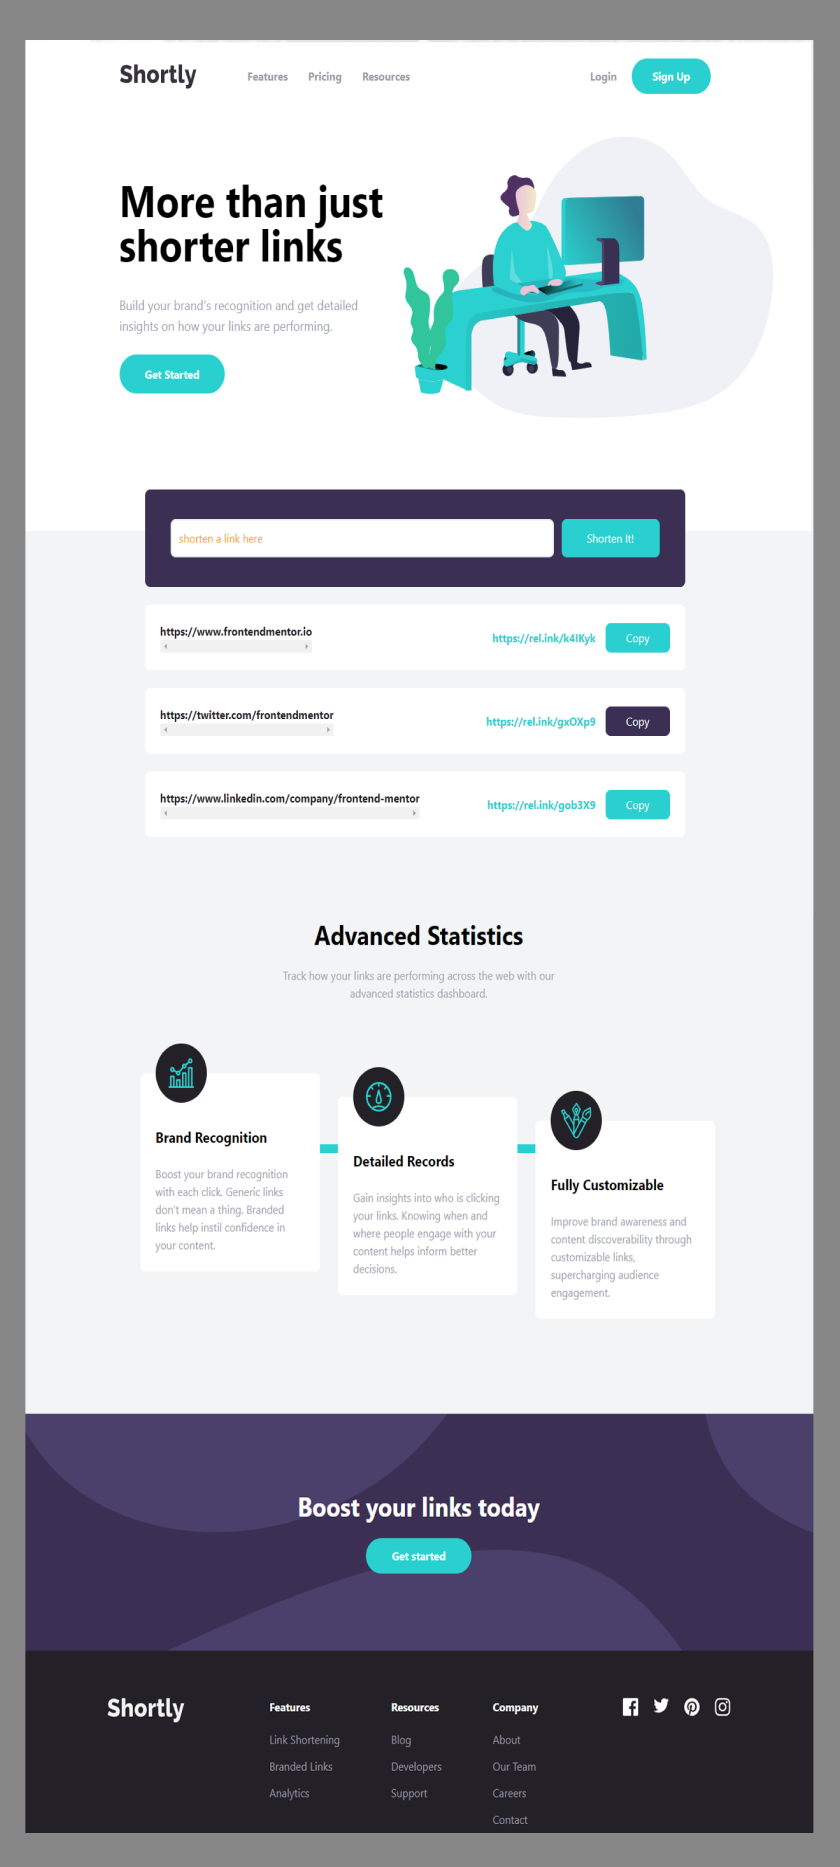 Shortly
Features Pricing Resources
Login Sign Up
More than just
shorter links
Build your brand's recognition and get detailed
insights on how your links are performing.
Get Started
shorten a link here
Shorten It!
https://www.frontendmentor.io
https://rel.ink/k4IKyk
Copy
https://twitter.com/frontendmentor
https://rel.ink/gxOXp9
Copy
https://www.linkedin.com/company/frontend-mentor
https://rel.ink/gob3X9
Copy
Advanced Statistics
Track how your links are performing across the web with our
advanced statistics dashboard.
Brand Recognition
Boost your brand recognition
with each click. Generic links
don't mean a thing. Branded
links help instil confidence in
your content.
Detailed Records
Gain insights into who is clicking
your links. Knowing when and
where people engage with your
content helps inform better
decisions.
Fully Customizable
Improve brand awareness and
content discoverability through
customizable links,
supercharging audience
engagement.
Boost your links today
Get started
Shortly
Features
Link Shortening
Branded Links
Analytics
Resources
Blog
Developers
Support
Company
About
Our Team
Careers
Contact